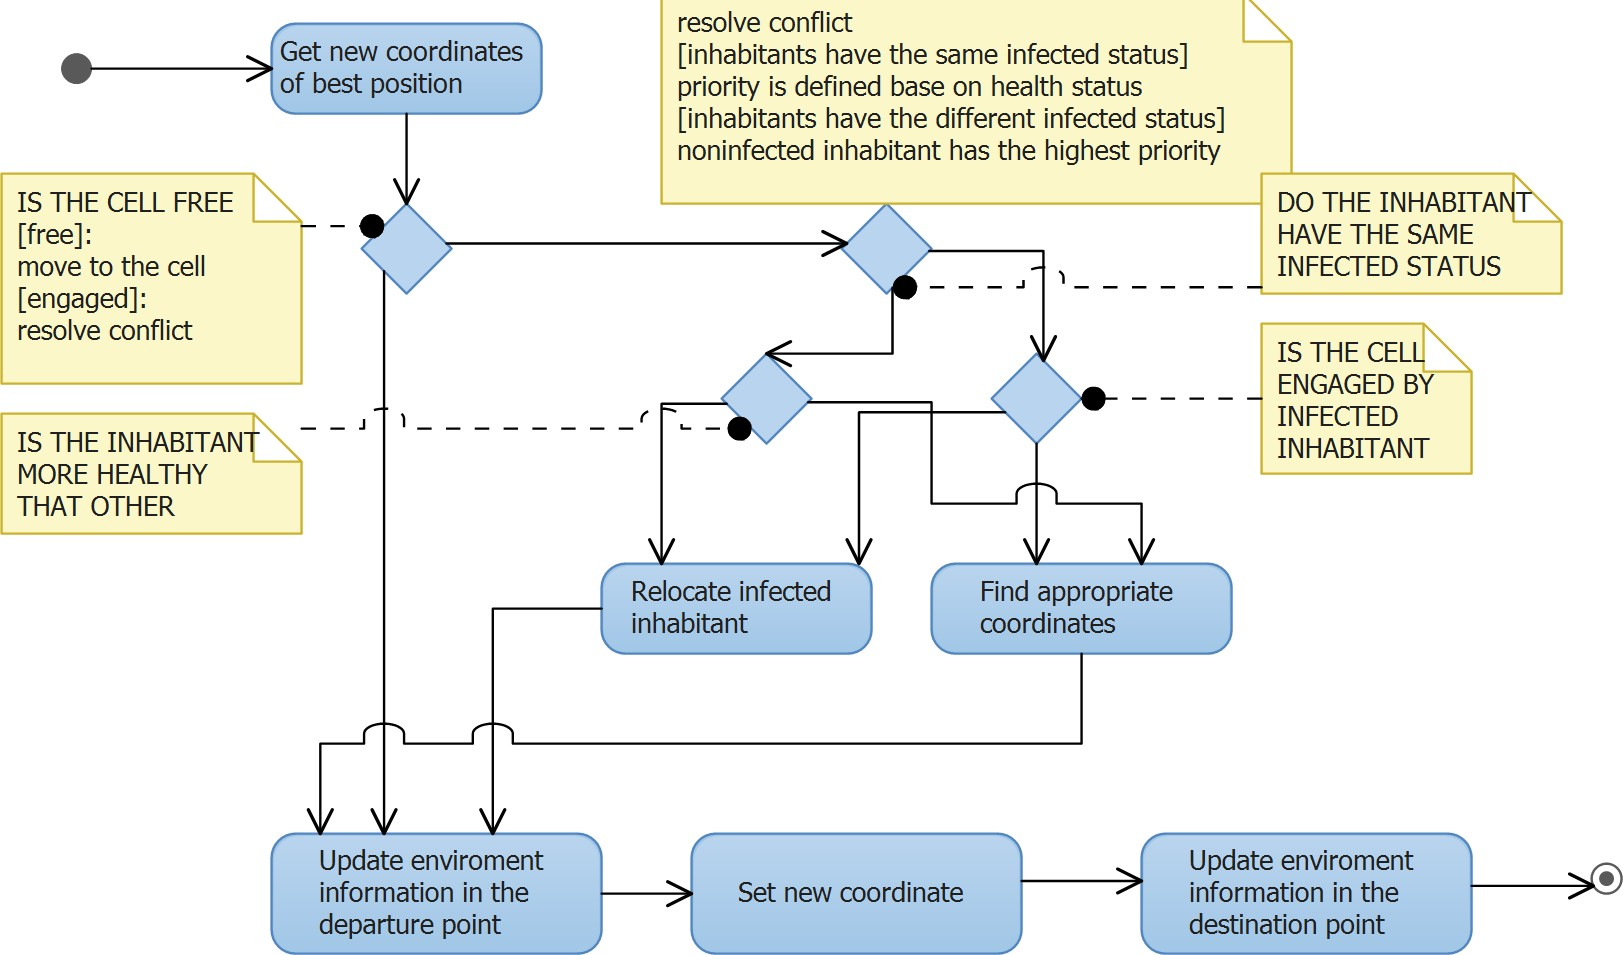 Get new coordinates
of best position
resolve conflict
[inhabitants have the same infected status]
priority is defined base on health status
[inhabitants have the different infected status]
noninfected inhabitant has the highest priority
IS THE CELL FREE
[free]:
move to the cell
[engaged]:
resolve conflict
DO THE INHABITANT
HAVE THE SAME
INFECTED STATUS
IS THE CELL
ENGAGED BY
INFECTED
INHABITANT
IS THE INHABITANT
MORE HEALTHY
THAT OTHER
Relocate infected
inhabitant
Find appropriate
coordinates
Update enviroment
information in the
departure point
Set new coordinate
Update enviroment
information in the
destination point